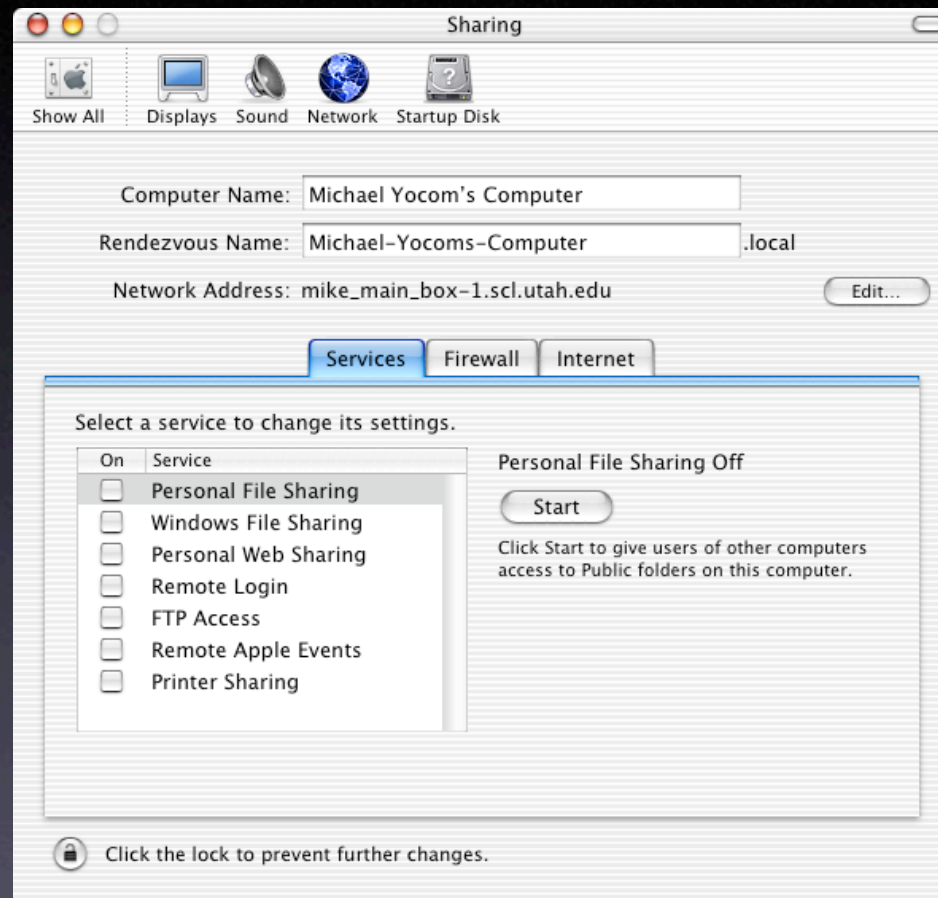 Sharing
Show All Displays Sound Network Startup Disk
Computer Name: Michael Yocom's Computer
Rendezvous Name: Michael-Yocoms-Computer .local
Network Address: mike_main_box-1.scl.utah.edu Edit...
Services Firewall Internet
Select a service to change its settings.
On Service
Personal File Sharing
Windows File Sharing
Personal Web Sharing
Remote Login
FTP Access
Remote Apple Events
Printer Sharing
Personal File Sharing Off
Start
Click Start to give users of other computers
access to Public folders on this computer.
Click the lock to prevent further changes.